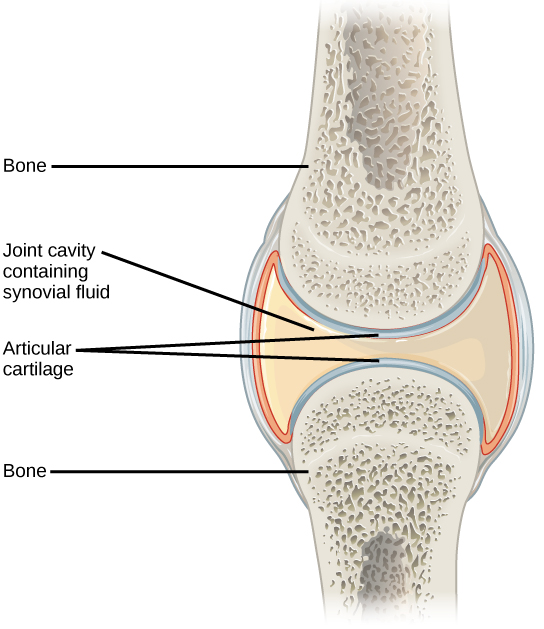 Bone
Joint cavity
containing
synovial fluid
Articular
cartilage
Bone